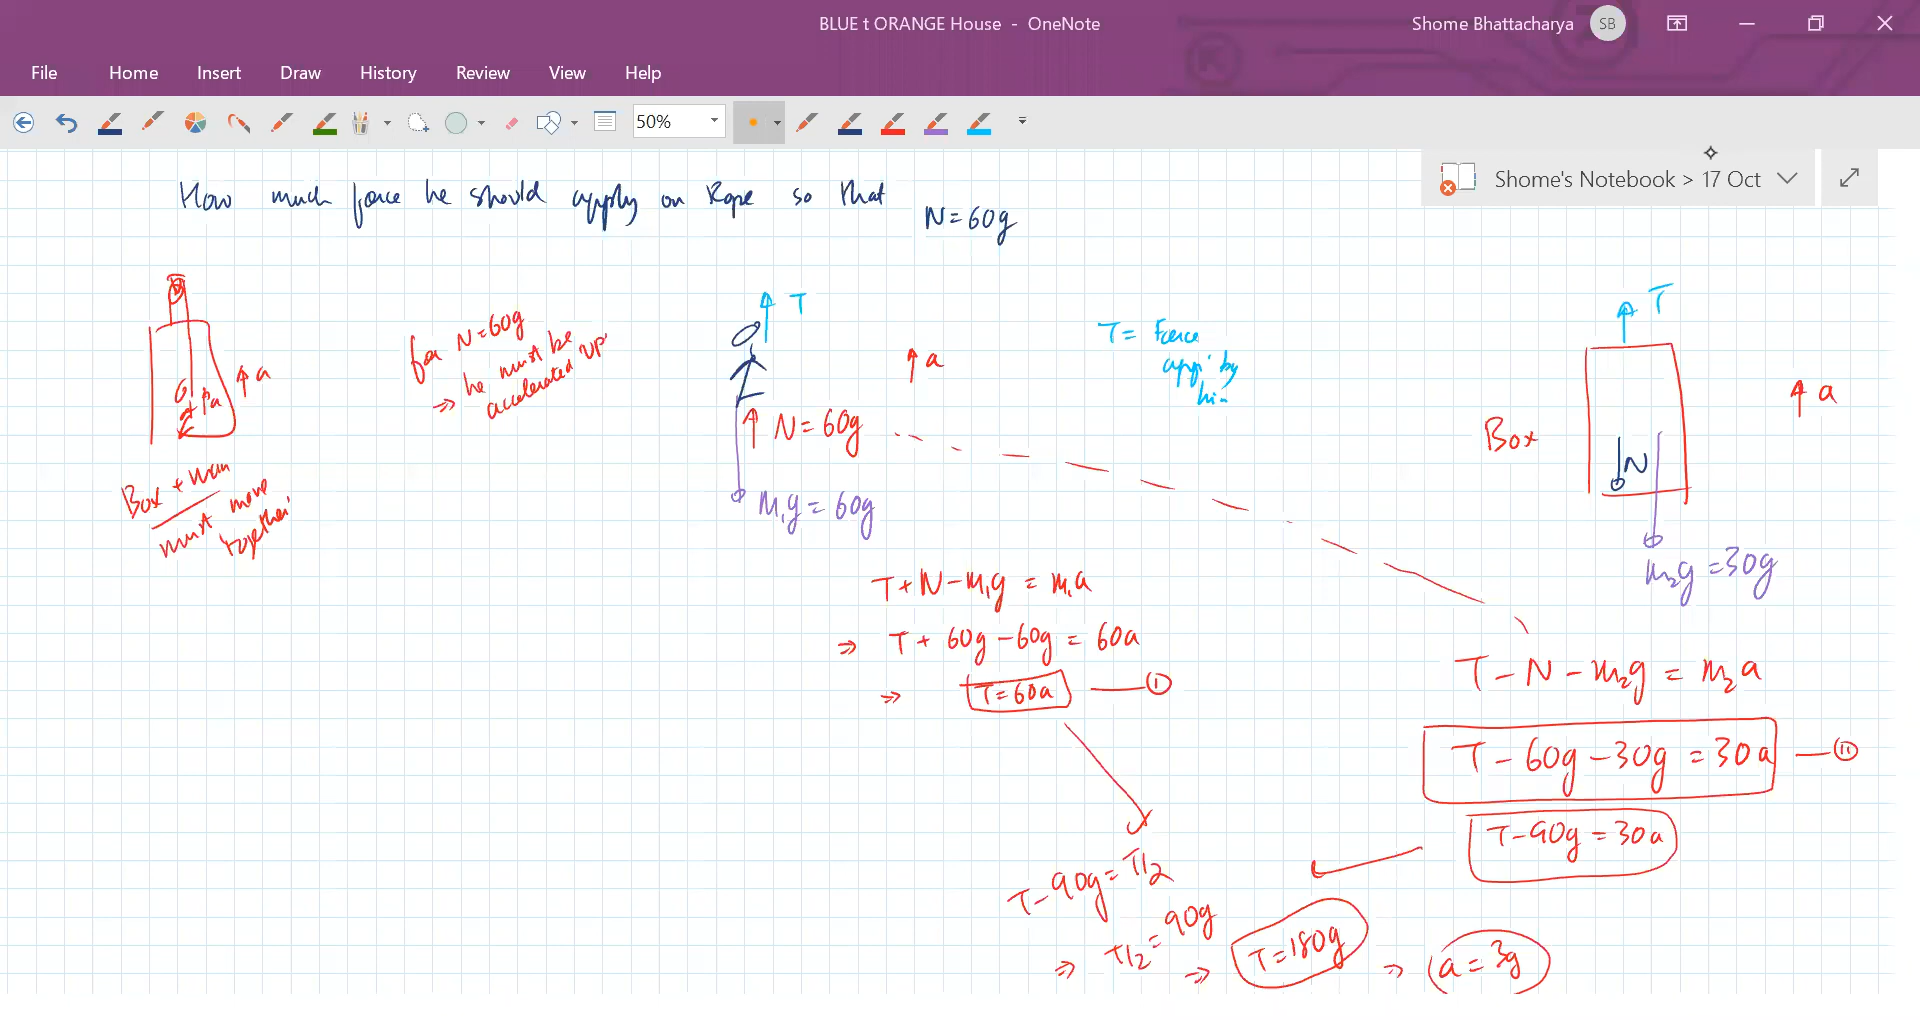 BLUE t ORANGE House - OneNote
Shome Bhattacharya SB
File Home Insert Draw History Review View Help
50%
Shome's Notebook > 17 Oct
How much force he should apply on Rope so that N = 60g
a
a
Box + man
must move
together
for N = 60g
⇒ he must be
accelerated up
T
a
N = 60g
m₁g = 60g
T = Force
app. by
him
T
Box
a
N
m₂g = 30g
T + N - m₁g = m₁a
⇒ T + 60g - 60g = 60a
⇒ T = 60a — (I)
T - N - m₂g = m₂a
T - 60g - 30g = 30a — (II)
T - 90g = 30a
T - 90g = T/2
⇒ T/2 = 90g
⇒ T = 180g ⇒ a = 3g